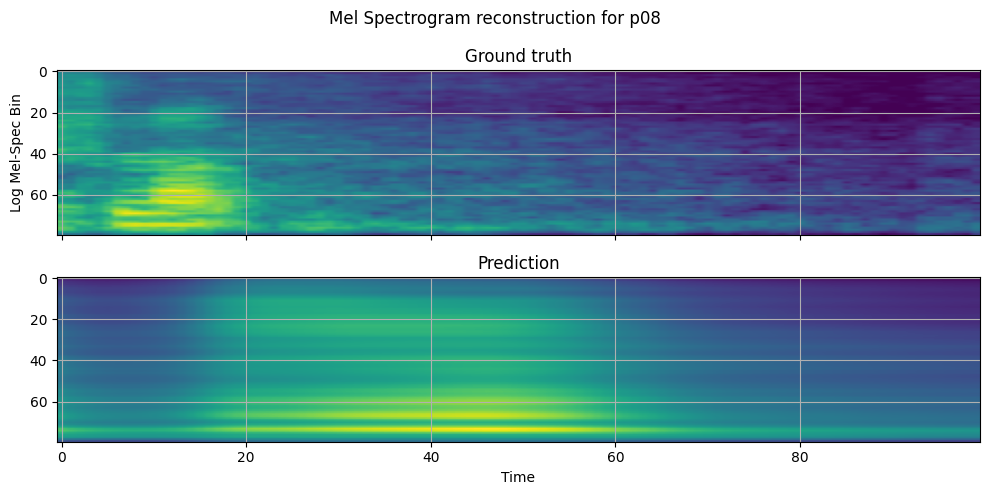 Mel Spectrogram reconstruction for p08
Ground truth
Log Mel-Spec Bin
0
20
40
60
Prediction
0
20
40
60
0 20 40 60 80
Time